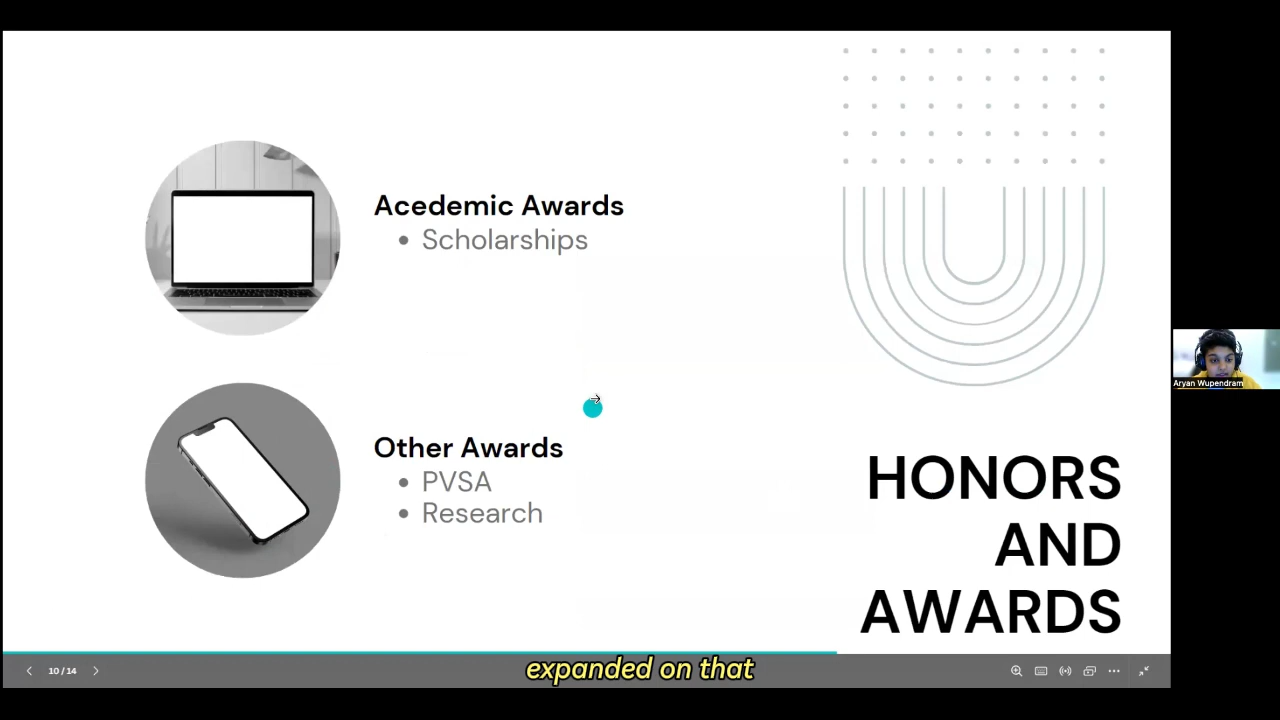 Acedemic Awards
• Scholarships
Other Awards
• PVSA
• Research
HONORS
AND
AWARDS
Aryan Wupendram
10 / 14
expanded on that